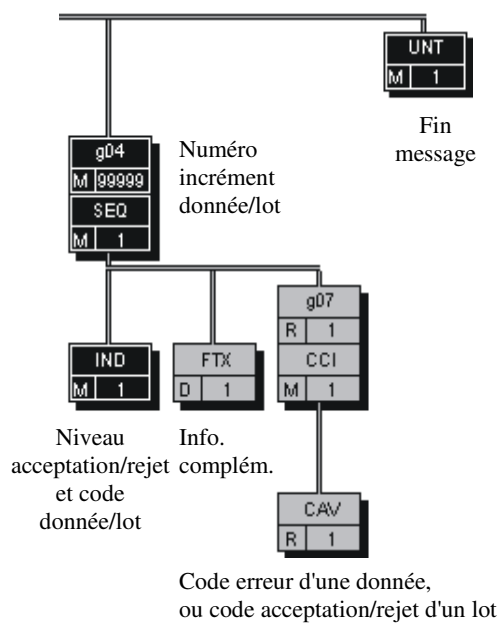 UNT
M 1
Fin
message
g04
M 99999
SEQ
M 1
Numéro
incrément
donnée/lot
IND
M 1
FTX
D 1
g07
R 1
CCI
M 1
Niveau
acceptation/rejet
et code
donnée/lot
Info.
complém.
CAV
R 1
Code erreur d'une donnée,
ou code acceptation/rejet d'un lot